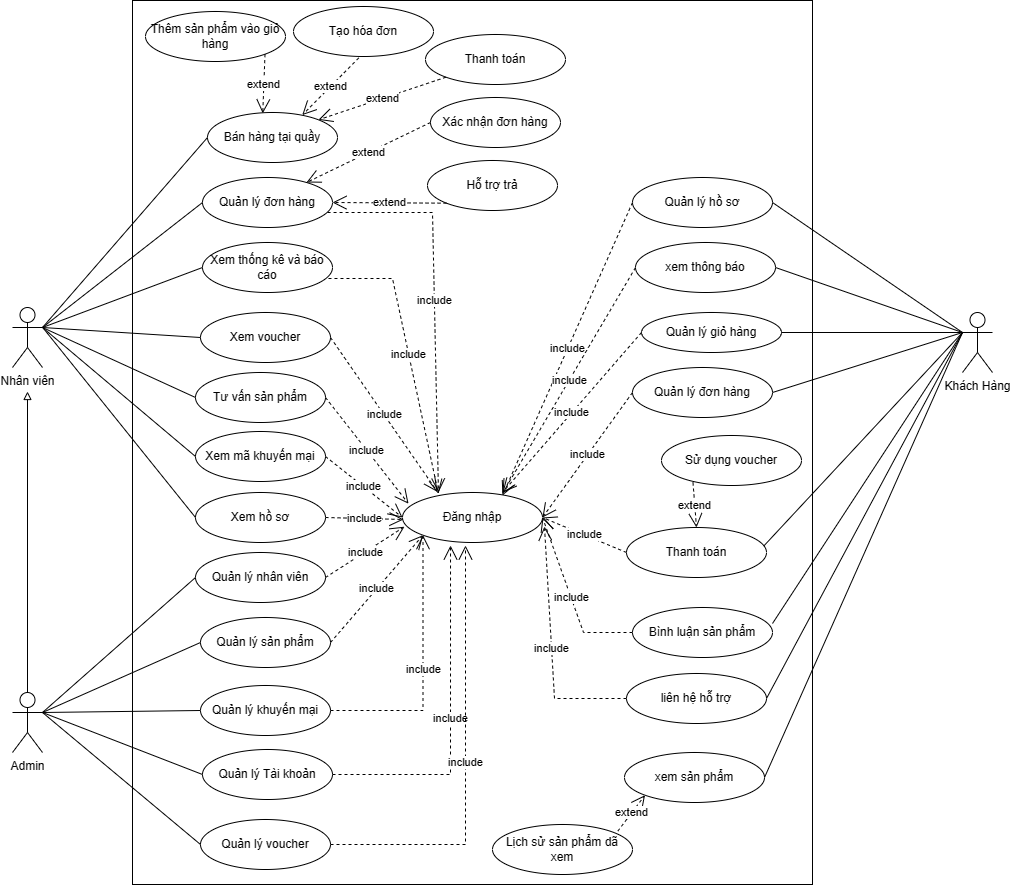 Thêm sản phẩm vào giỏ
hàng
Tạo hóa đơn
Thanh toán
extend
extend
extend
Bán hàng tại quầy
Xác nhận đơn hàng
extend
Hỗ trợ trả
Quản lý đơn hàng
extend
Quản lý hồ sơ
Xem thống kê và báo
cáo
xem thông báo
include
Xem voucher
Quản lý giỏ hàng
include
include
Nhân viên
Khách Hàng
Tư vấn sản phẩm
include
Quản lý đơn hàng
include
include
Xem mã khuyến mại
include
include
include
Sử dụng voucher
extend
Xem hồ sơ
include
Đăng nhập
include
Thanh toán
include
Quản lý nhân viên
include
include
Quản lý sản phẩm
Bình luận sản phẩm
include
include
Quản lý khuyến mại
liên hệ hỗ trợ
include
Admin
include
Quản lý Tài khoản
xem sản phẩm
extend
Quản lý voucher
Lịch sử sản phẩm đã
xem